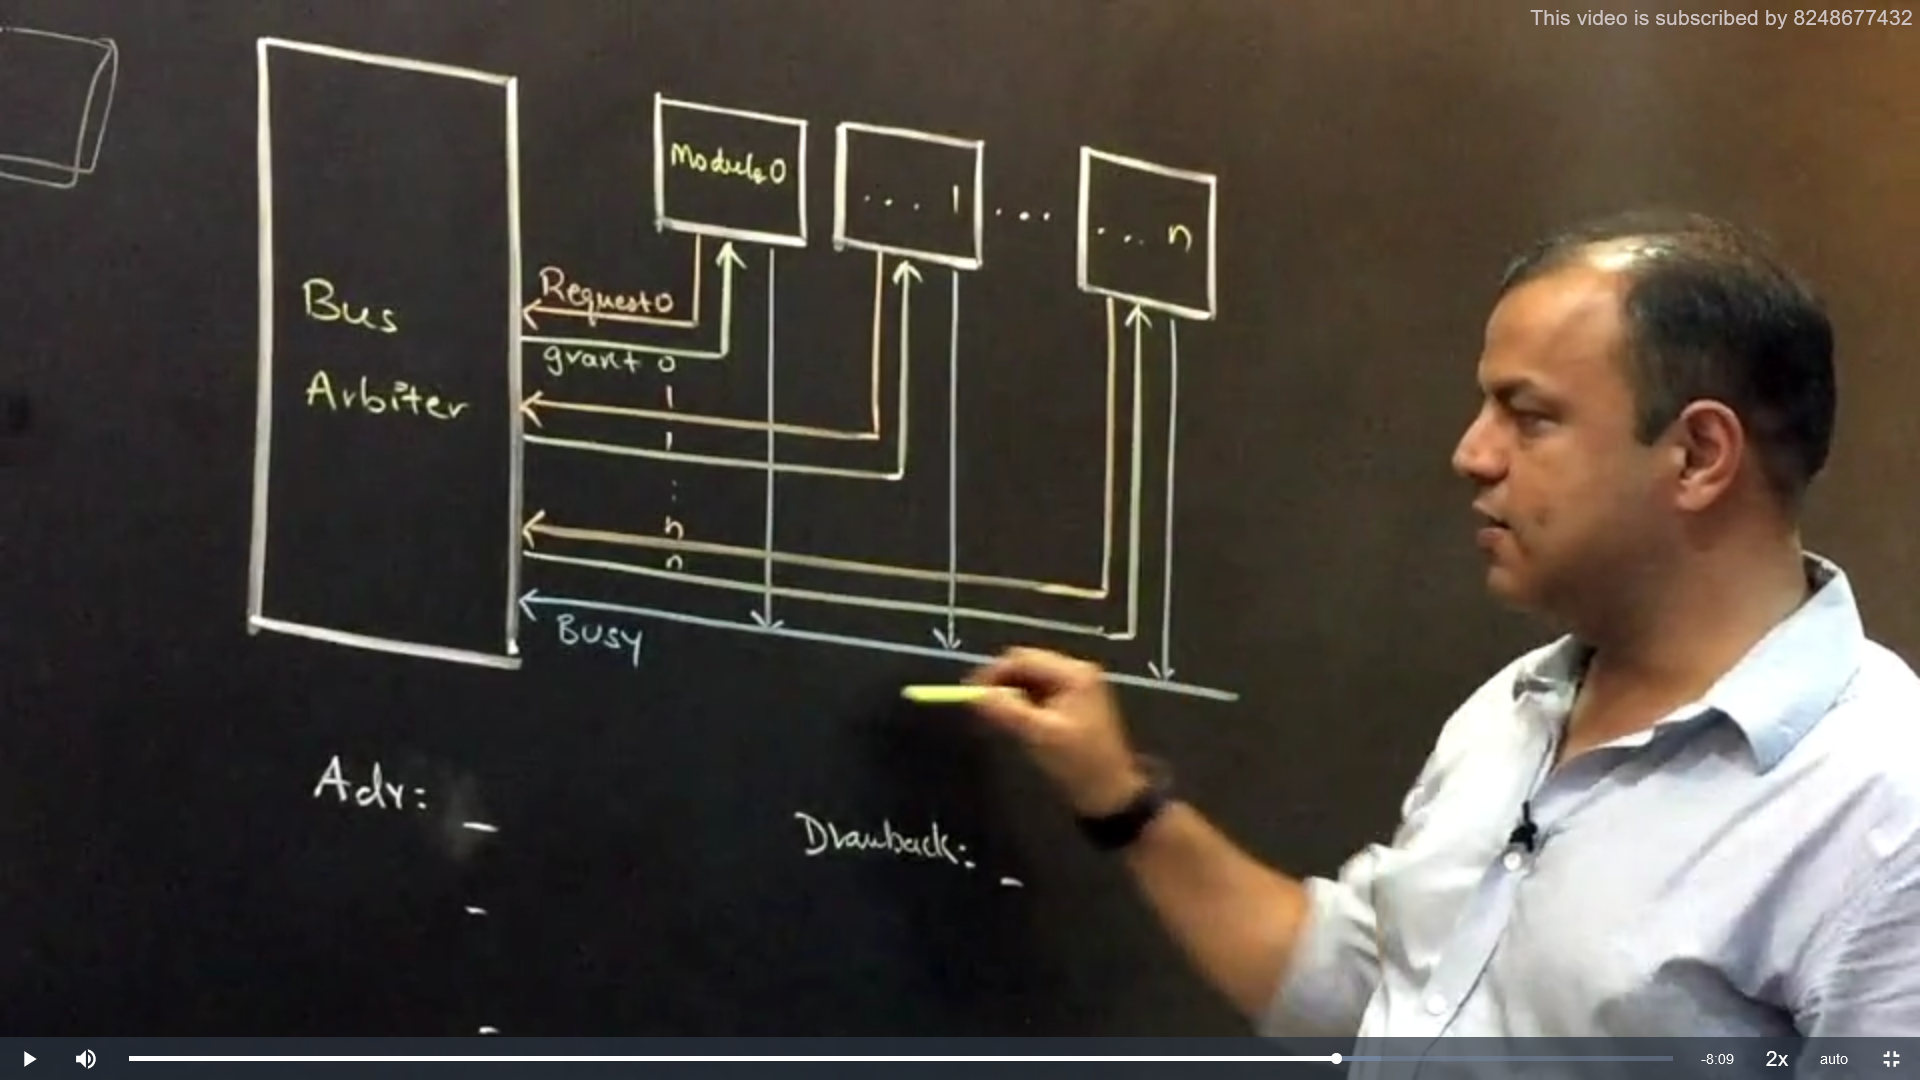 This video is subscribed by 8248677432
Module 0
... 1
...
... n
Request 0
grant 0
1
1
:
n
n
Busy
Bus
Arbiter
Adv:
-
-
-
Drawback:
-
-8:09
2x
auto